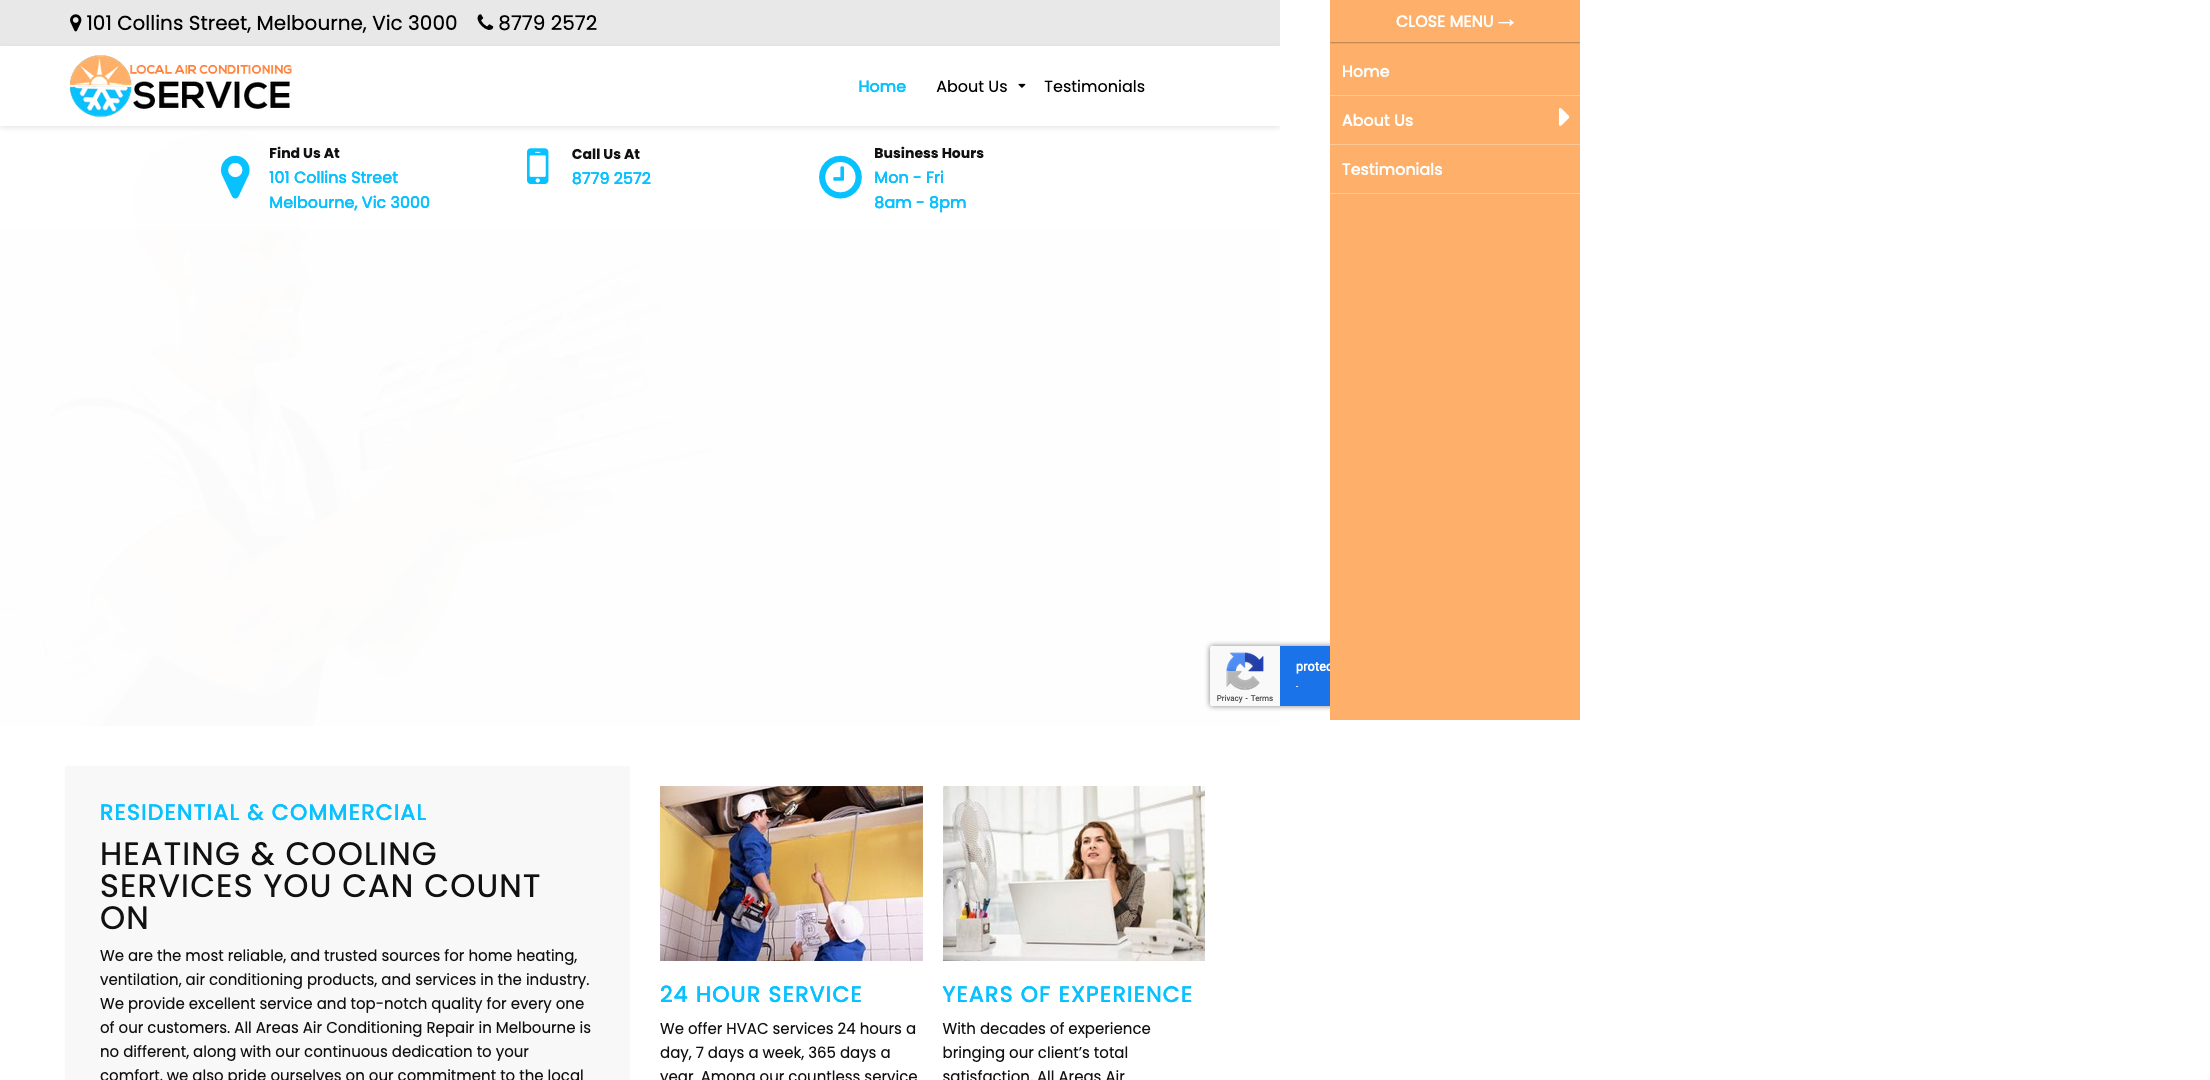 101 Collins Street, Melbourne, Vic 3000 8779 2572
LOCAL AIR CONDITIONING
SERVICE
Home About Us Testimonials
Find Us At
101 Collins Street
Melbourne, Vic 3000
Call Us At
8779 2572
Business Hours
Mon - Fri
8am - 8pm
CLOSE MENU →
Home
About Us
Testimonials
Privacy - Terms
RESIDENTIAL & COMMERCIAL
HEATING & COOLING
SERVICES YOU CAN COUNT
ON
We are the most reliable, and trusted sources for home heating,
ventilation, air conditioning products, and services in the industry.
We provide excellent service and top-notch quality for every one
of our customers. All Areas Air Conditioning Repair in Melbourne is
no different, along with our continuous dedication to your
comfort, we also pride ourselves on our commitment to the local
24 HOUR SERVICE
We offer HVAC services 24 hours a
day, 7 days a week, 365 days a
year. Among our countless service
YEARS OF EXPERIENCE
With decades of experience
bringing our client's total
satisfaction. All Areas Air